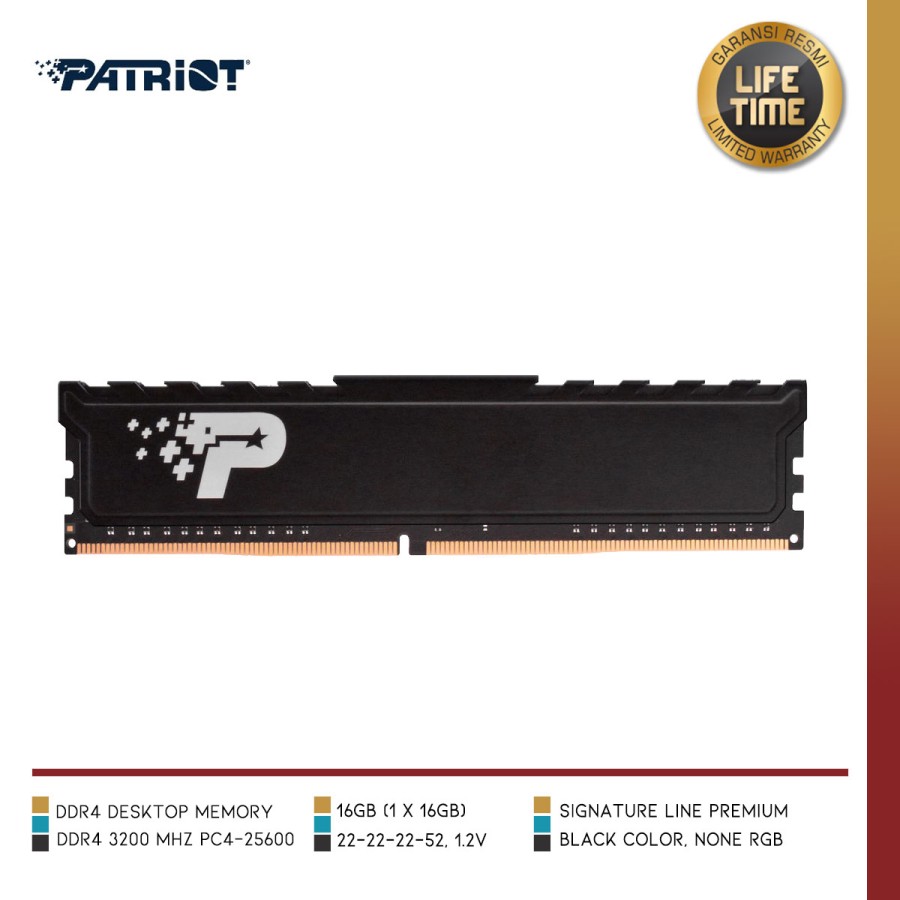 PATRIOT
GARANSI RESMI
LIFE
TIME
LIMITED WARRANTY
P
DDR4 DESKTOP MEMORY
DDR4 3200 MHZ PC4-25600
16GB (1 X 16GB)
22-22-22-52, 1.2V
SIGNATURE LINE PREMIUM
BLACK COLOR, NONE RGB